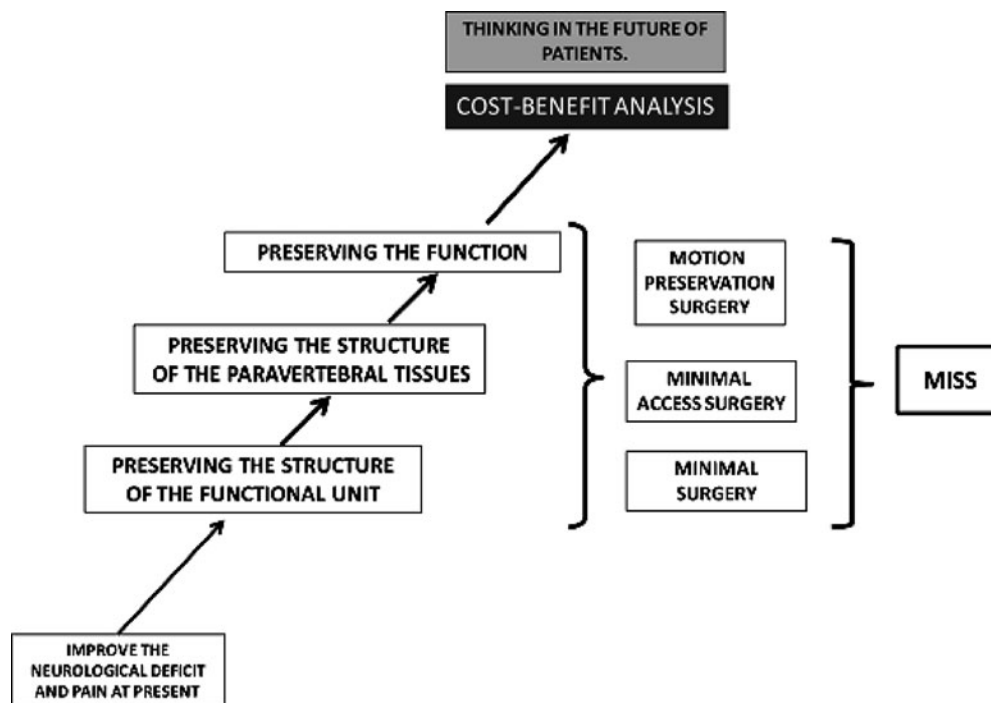 THINKING IN THE FUTURE OF
PATIENTS.
COST-BENEFIT ANALYSIS
PRESERVING THE FUNCTION
PRESERVING THE STRUCTURE
OF THE PARAVERTEBRAL TISSUES
PRESERVING THE STRUCTURE
OF THE FUNCTIONAL UNIT
IMPROVE THE
NEUROLOGICAL DEFICIT
AND PAIN AT PRESENT
MOTION
PRESERVATION
SURGERY
MINIMAL
ACCESS SURGERY
MINIMAL
SURGERY
MISS